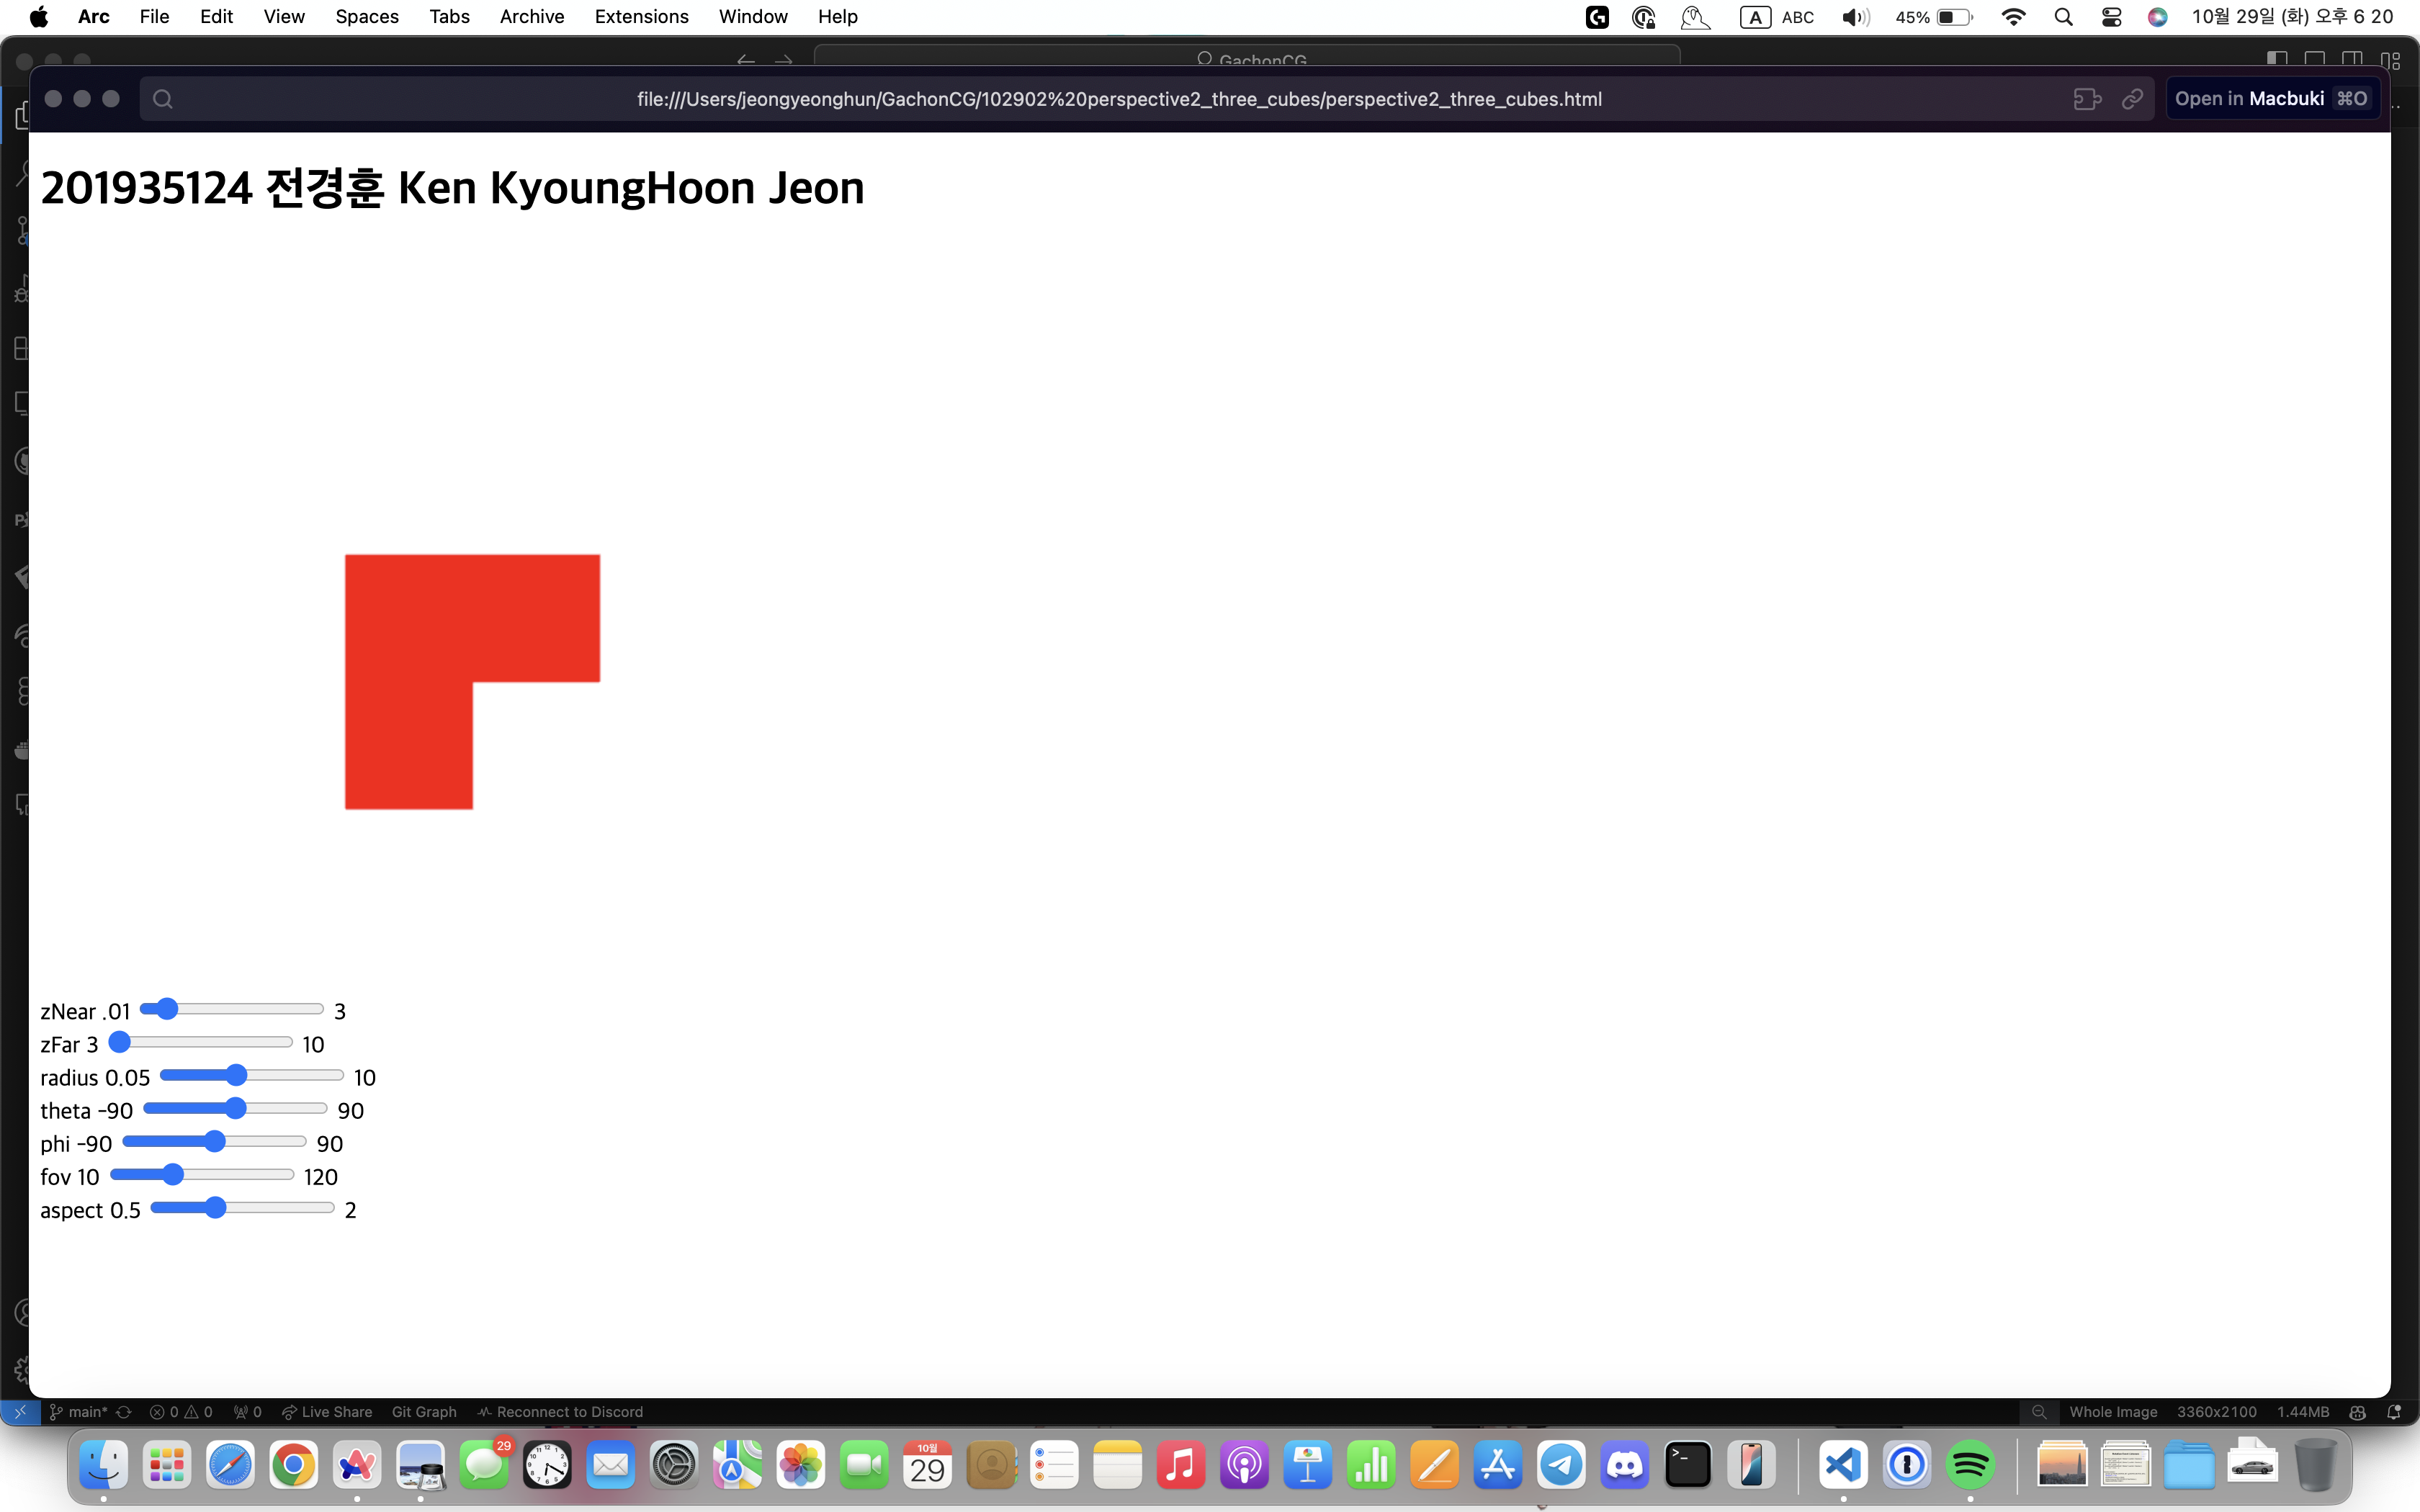 Arc File Edit View Spaces Tabs Archive Extensions Window Help A ABC 45% 10월 29일 (화) 오후 6 20
GachonCG
file:///Users/jeongyeonghun/GachonCG/102902%20perspective2_three_cubes/perspective2_three_cubes.html Open in Macbuki ⌘O
201935124 전경훈 Ken KyoungHoon Jeon
zNear .01 3
zFar 3 10
radius 0.05 10
theta -90 90
phi -90 90
fov 10 120
aspect 0.5 2
main* 0 0 0 Live Share Git Graph Reconnect to Discord Whole Image 3360x2100 1.44MB
29
10월
29